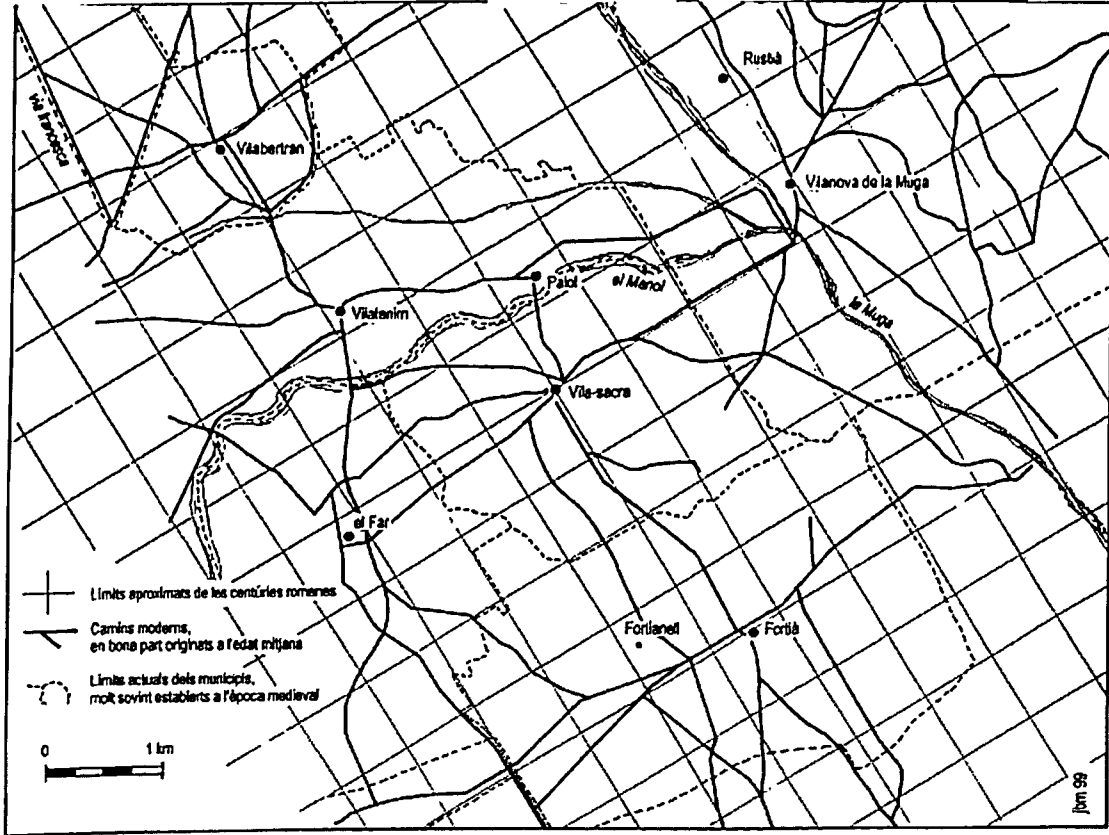 Rustià
via francesca
Vilabertran
Vilanova de la Muga
Palol
el Manol
Vilatenim
la Muga
Vila-sacra
el Far
Límits aproximats de les centúries romanes
Camins moderns,
en bona part originats a l'edat mitjana
Fortianell
Fortià
Límits actuals dels municipis,
molt sovint establerts a l'època medieval
0 1 km
jbm 99